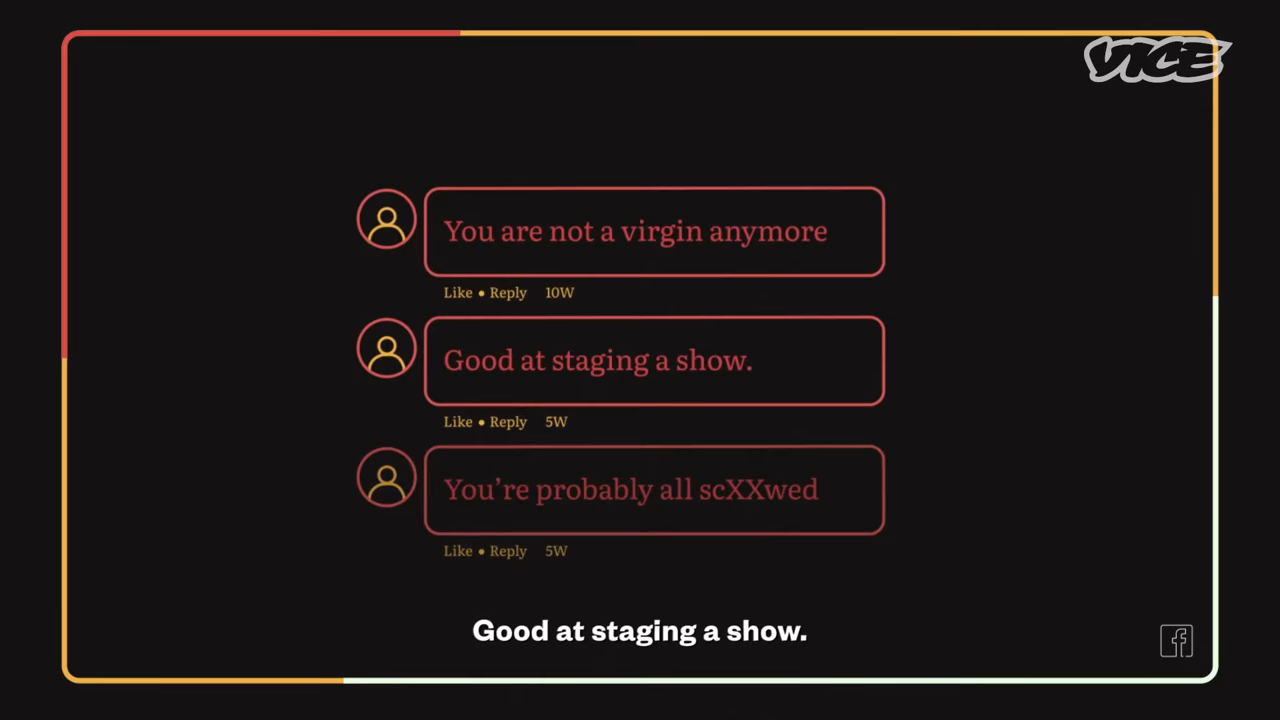 VICE
You are not a virgin anymore
Like • Reply 10W
Good at staging a show.
Like • Reply 5W
You're probably all scXXwed
Like • Reply 5W
Good at staging a show.